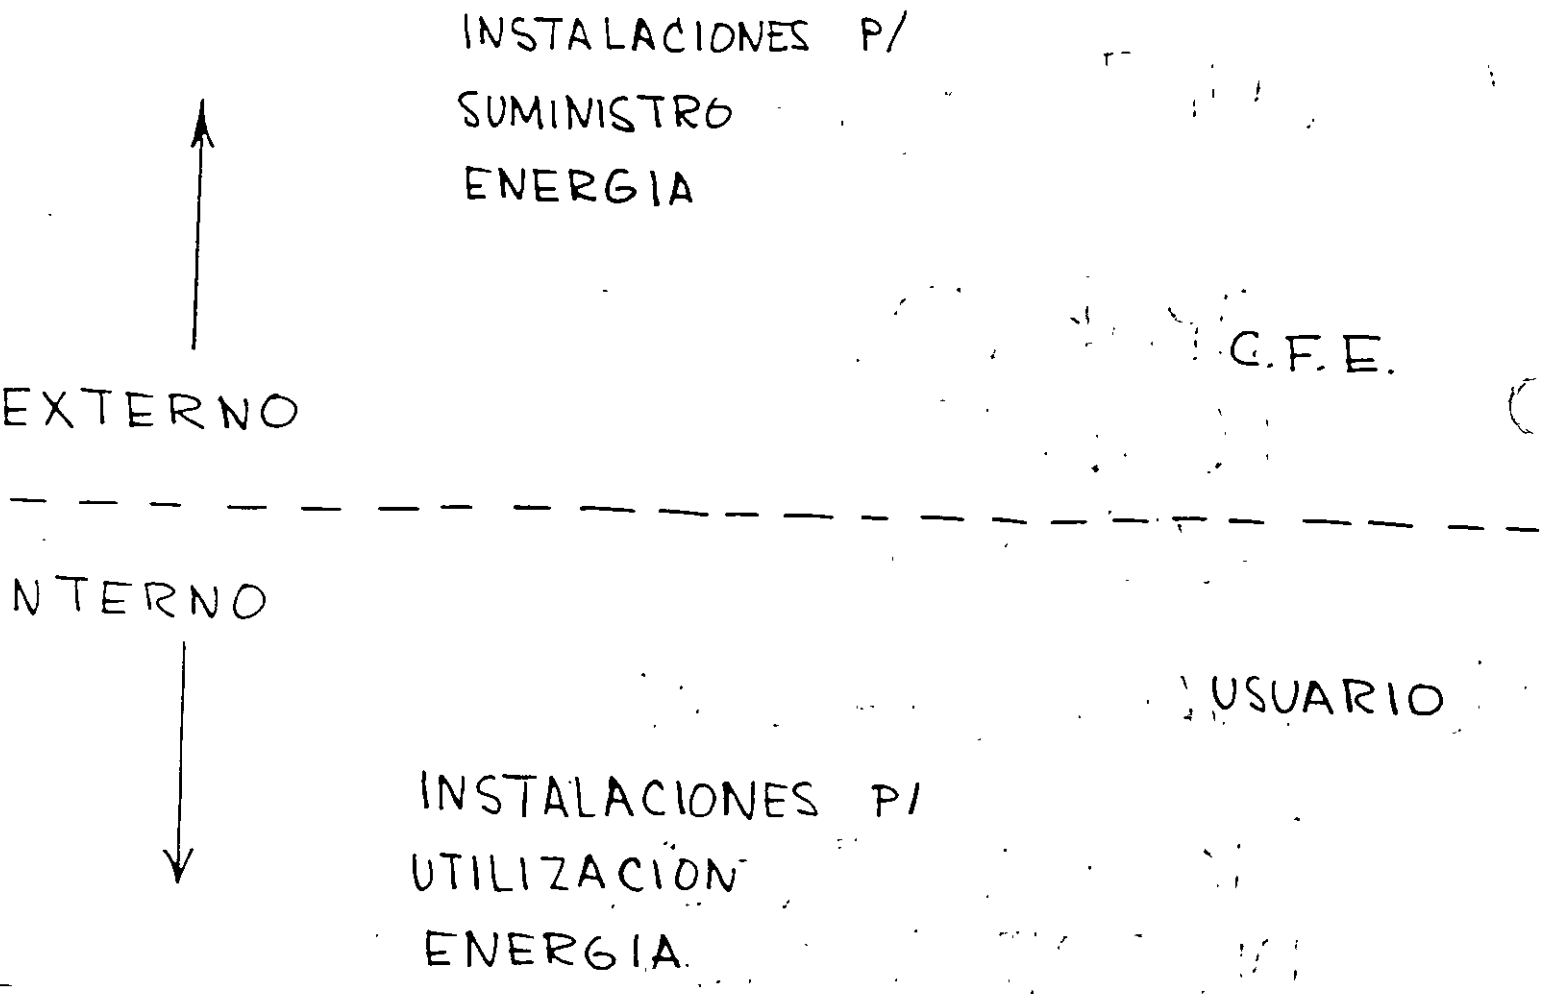 INSTALACIONES P/
SUMINISTRO
ENERGIA
C.F.E.
EXTERNO
NTERNO
USUARIO
INSTALACIONES P/
UTILIZACION
ENERGIA.